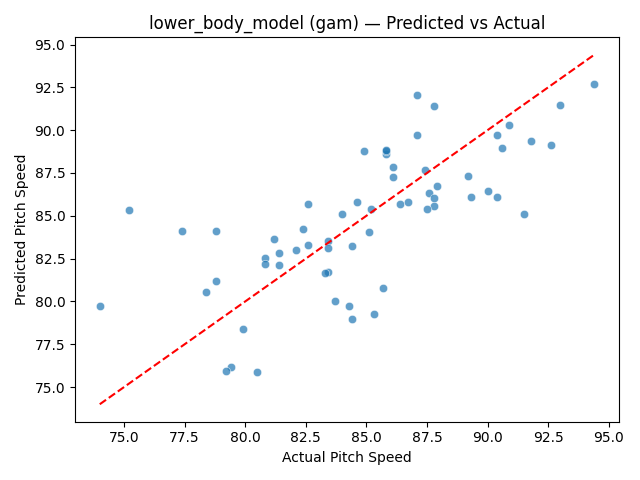 lower_body_model (gam) — Predicted vs Actual
95.0
92.5
90.0
87.5
85.0
82.5
80.0
77.5
75.0
Predicted Pitch Speed
75.0 77.5 80.0 82.5 85.0 87.5 90.0 92.5 95.0
Actual Pitch Speed